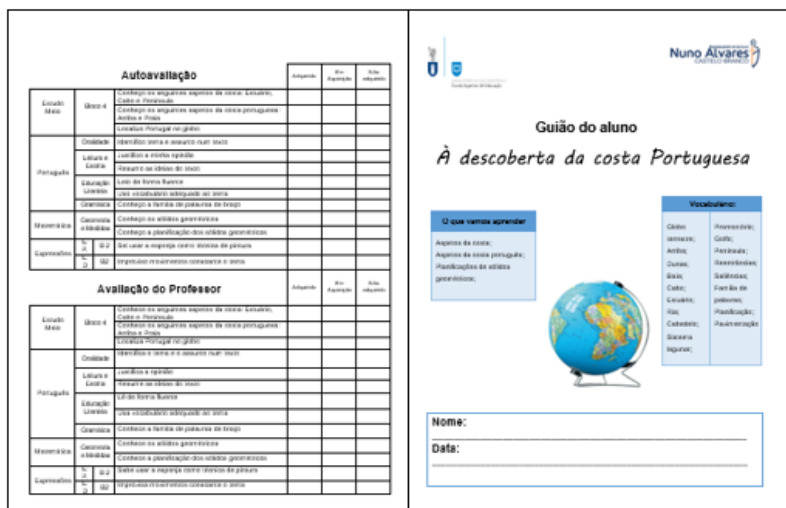 Autoavaliação
Adquirido
Em Aquisição
Não adquirido
Estudo Meio
Bloco 4
Conheço os seguintes aspetos da costa: Estuário, Cabo e Península
Conheço os seguintes aspetos da costa portuguesa: Arriba e Praia
Localizo Portugal no globo
Português
Oralidade
Identifico tema e assunto num texto
Leitura e Escrita
Justifico a minha opinião
Resumo as ideias do texto
Educação Literária
Leio de forma fluente
Uso vocabulário adequado ao tema
Gramática
Conheço a família de palavras de braço
Matemática
Geometria e Medida
Conheço os sólidos geométricos
Conheço a planificação dos sólidos geométricos
Expressões
B2
Sei usar a esponja como técnica de pintura
B2
Improviso movimentos consoante o tema
Avaliação do Professor
Adquirido
Em Aquisição
Não adquirido
Estudo Meio
Bloco 4
Conhece os seguintes aspetos da costa: Estuário, Cabo e Península
Conhece os seguintes aspetos da costa portuguesa: Arriba e Praia
Localiza Portugal no globo
Português
Oralidade
Identifica o tema e o assunto num texto
Leitura e Escrita
Justifica a opinião
Resume as ideias do texto
Educação Literária
Lê de forma fluente
Usa vocabulário adequado ao tema
Gramática
Conhece a família de palavras de braço
Matemática
Geometria e Medida
Conhece os sólidos geométricos
Conhece a planificação dos sólidos geométricos
Expressões
B2
Sabe usar a esponja como técnica de pintura
B2
Improvisa movimentos consoante o tema
Nuno Álvares
CASTELO BRANCO
Guião do aluno
À descoberta da costa Portuguesa
O que vamos aprender
Aspetos da costa;
Aspetos da costa português;
Planificações de sólidos
geométricos;
Vocabulário:
Globo
terrestre;
Arriba;
Dunas;
Baía;
Cabo;
Estuário;
Ria;
Cabedelo;
Sistema
lagunar;
Promontório;
Golfo;
Península;
Reentrâncias;
Saliências;
Família de
palavras;
Planificação;
Pavimentação
Nome:
Data: